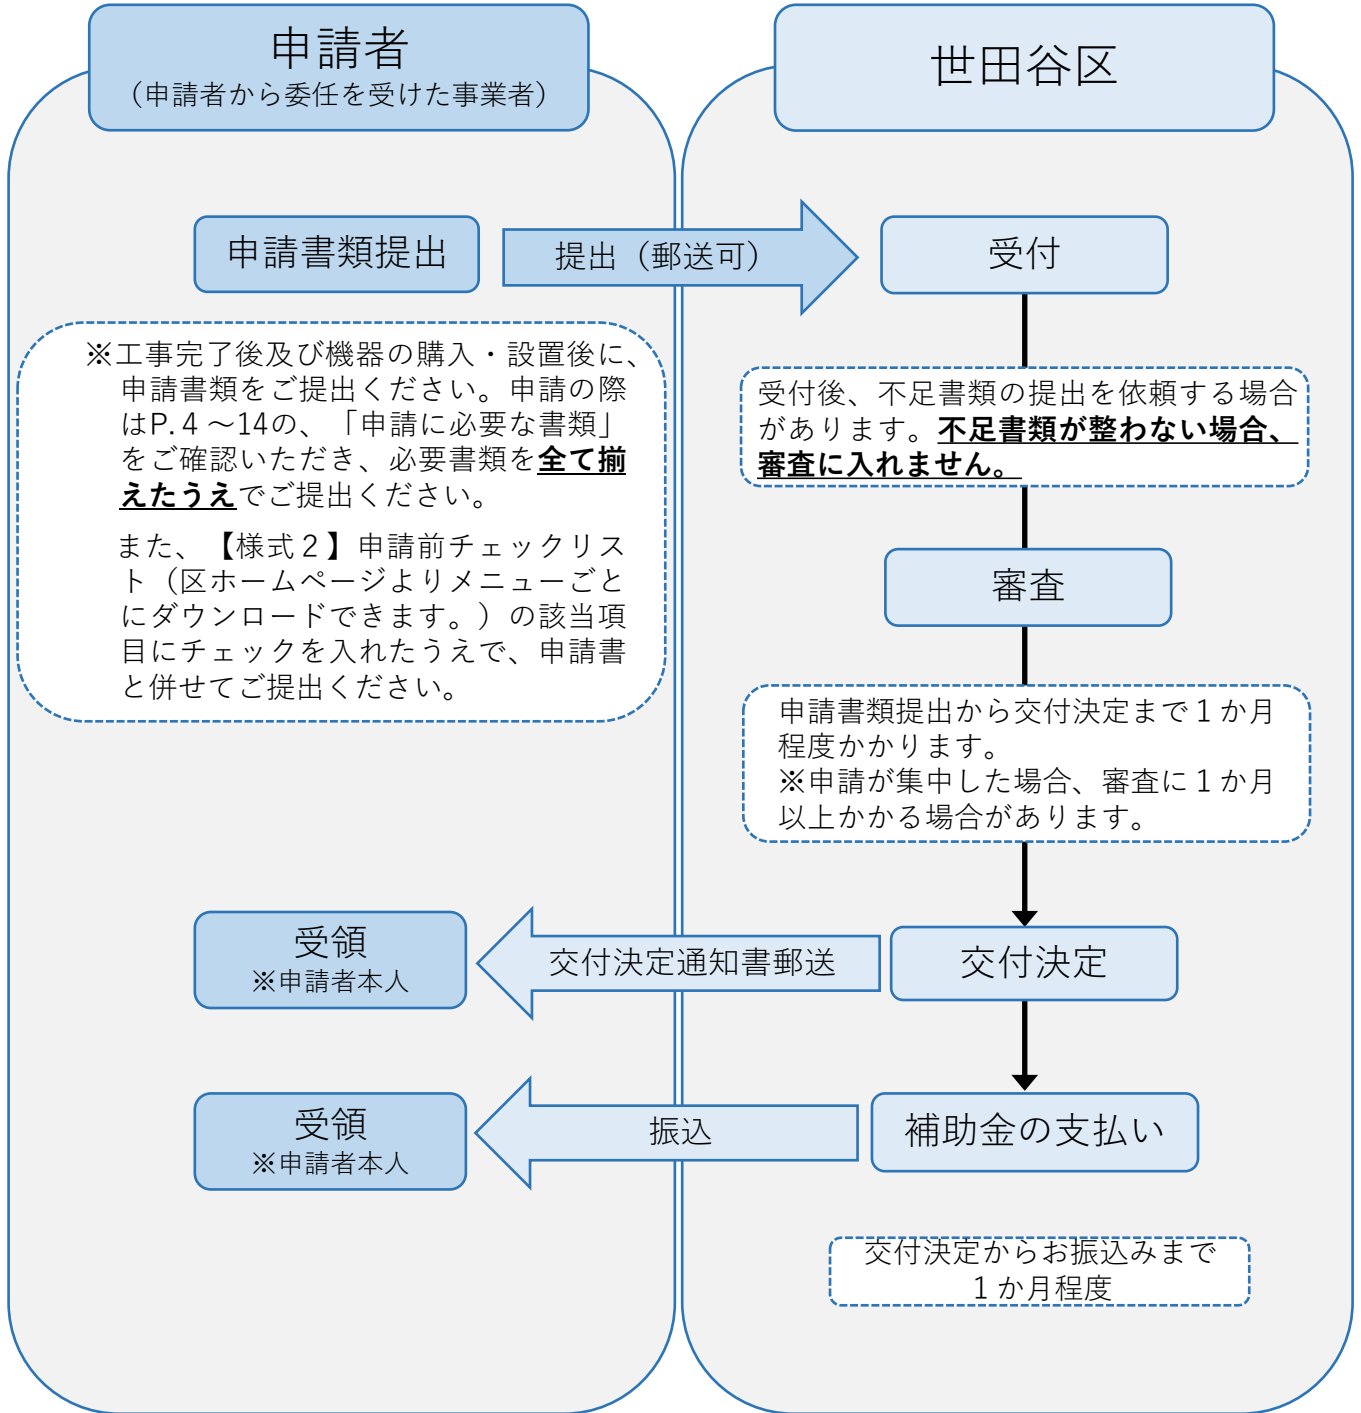 申請者
（申請者から委任を受けた事業者）
世田谷区
申請書類提出
提出（郵送可）
受付
※工事完了後及び機器の購入・設置後に、
申請書類をご提出ください。申請の際
はP.４～14の、「申請に必要な書類」
をご確認いただき、必要書類を全て揃
えたうえでご提出ください。
また、【様式２】申請前チェックリス
ト（区ホームページよりメニューごと
にダウンロードできます。）の該当項
目にチェックを入れたうえで、申請書
と併せてご提出ください。
受付後、不足書類の提出を依頼する場合
があります。不足書類が整わない場合、
審査に入れません。
審査
申請書類提出から交付決定まで１か月
程度かかります。
※申請が集中した場合、審査に１か月
以上かかる場合があります。
受領
※申請者本人
交付決定通知書郵送
交付決定
受領
※申請者本人
振込
補助金の支払い
交付決定からお振込みまで
１か月程度